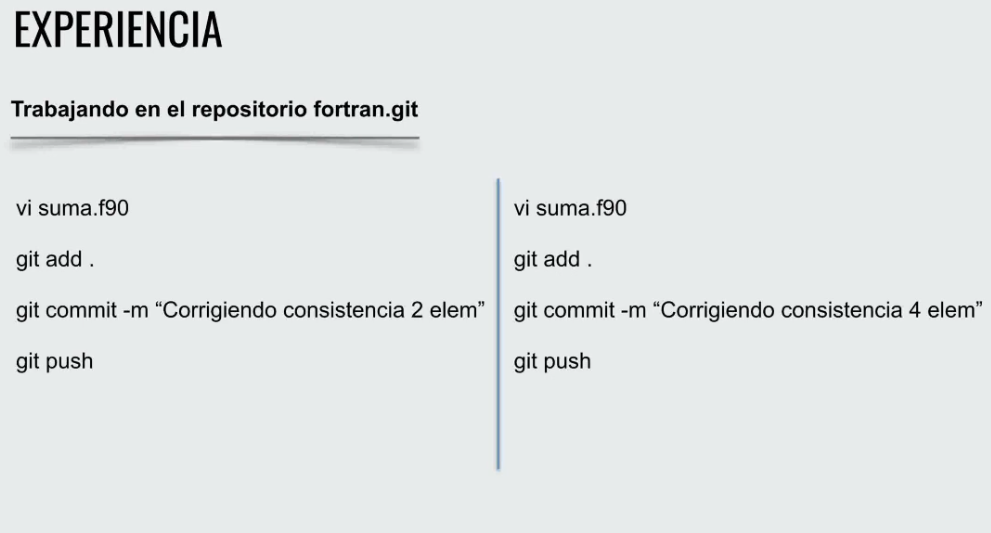 EXPERIENCIA
Trabajando en el repositorio fortran.git
vi suma.f90
git add .
git commit -m “Corrigiendo consistencia 2 elem”
git push
vi suma.f90
git add .
git commit -m “Corrigiendo consistencia 4 elem”
git push